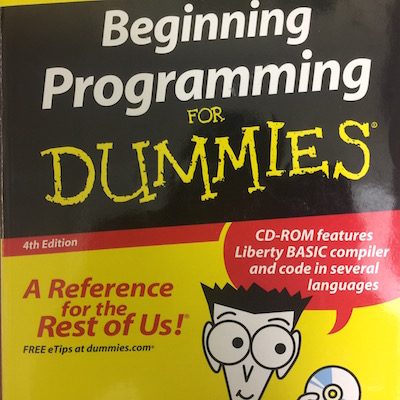 Beginning
Programming
FOR
DUMMIES®
4th Edition
CD-ROM features
Liberty BASIC compiler
and code in several
languages
A Reference
for the
Rest of Us!®
FREE eTips at dummies.com®